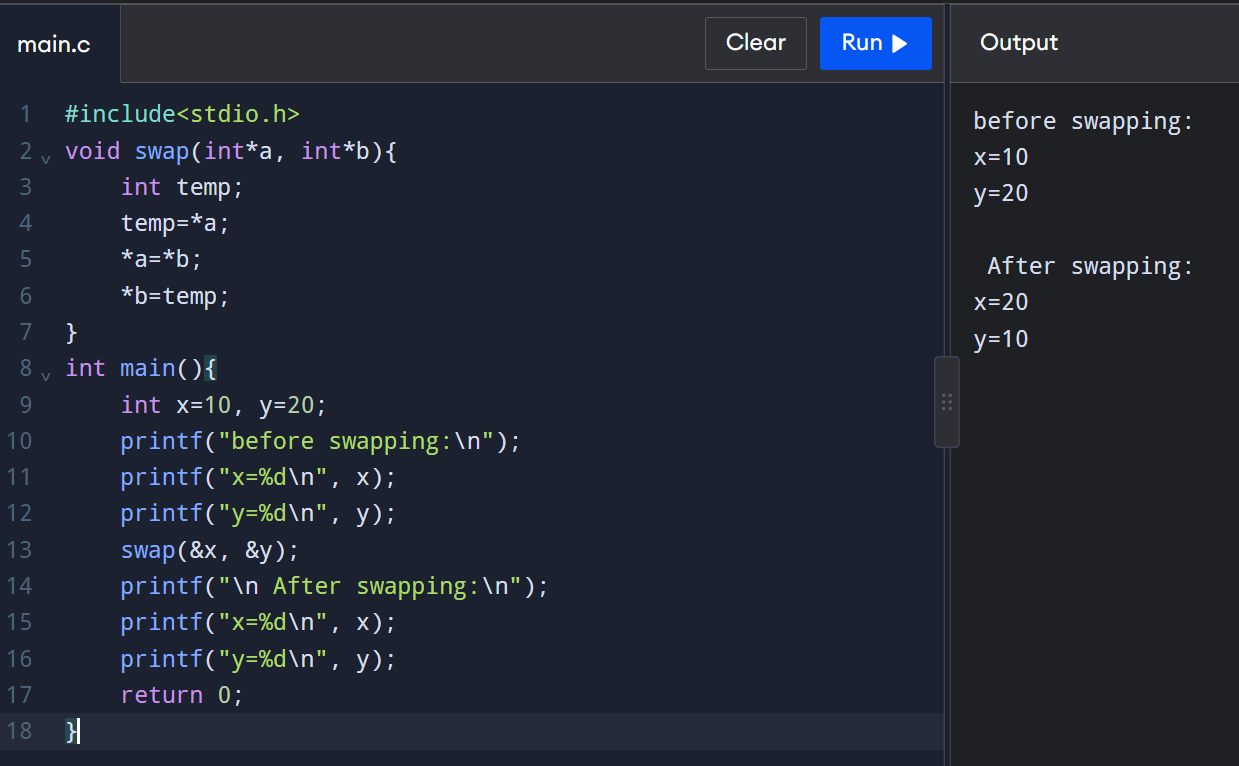 main.c
Clear
Run
Output
1 #include<stdio.h>
2 void swap(int*a, int*b){
3     int temp;
4     temp=*a;
5     *a=*b;
6     *b=temp;
7 }
8 int main(){
9     int x=10, y=20;
10     printf("before swapping:\n");
11     printf("x=%d\n", x);
12     printf("y=%d\n", y);
13     swap(&x, &y);
14     printf("\n After swapping:\n");
15     printf("x=%d\n", x);
16     printf("y=%d\n", y);
17     return 0;
18 }
before swapping:
x=10
y=20
 After swapping:
x=20
y=10